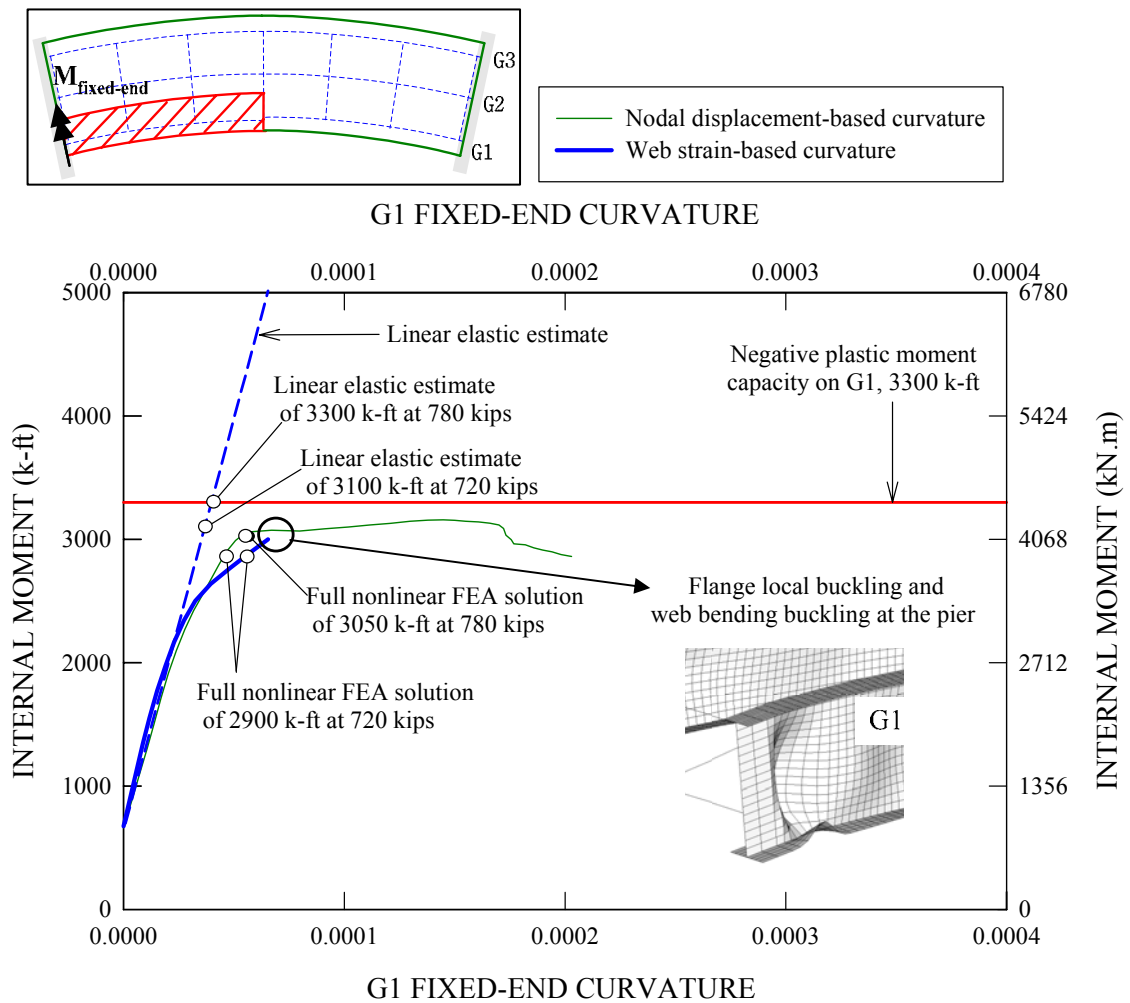 M fixed-end
G3
G2
G1
Nodal displacement-based curvature
Web strain-based curvature
G1 FIXED-END CURVATURE
0.0000 0.0001 0.0002 0.0003 0.0004
5000
4000
3000
2000
1000
0
INTERNAL MOMENT (k-ft)
6780
5424
4068
2712
1356
0
INTERNAL MOMENT (kN.m)
Linear elastic estimate
Linear elastic estimate
of 3300 k-ft at 780 kips
Linear elastic estimate
of 3100 k-ft at 720 kips
Negative plastic moment
capacity on G1, 3300 k-ft
Full nonlinear FEA solution
of 3050 k-ft at 780 kips
Flange local buckling and
web bending buckling at the pier
Full nonlinear FEA solution
of 2900 k-ft at 720 kips
G1
0.0000 0.0001 0.0002 0.0003 0.0004
G1 FIXED-END CURVATURE